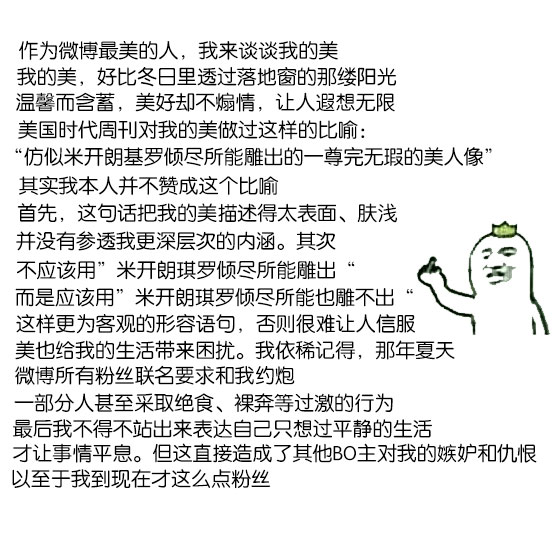 作为微博最美的人，我来谈谈我的美
我的美，好比冬日里透过落地窗的那缕阳光
温馨而含蓄，美好却不煽情，让人遐想无限
美国时代周刊对我的美做过这样的比喻：
“仿似米开朗基罗倾尽所能雕出的一尊完无瑕的美人像”
其实我本人并不赞成这个比喻
首先，这句话把我的美描述得太表面、肤浅
并没有参透我更深层次的内涵。其次
不应该用”米开朗琪罗倾尽所能雕出“
而是应该用”米开朗琪罗倾尽所能也雕不出“
这样更为客观的形容语句，否则很难让人信服
美也给我的生活带来困扰。我依稀记得，那年夏天
微博所有粉丝联名要求和我约炮
一部分人甚至采取绝食、裸奔等过激的行为
最后我不得不站出来表达自己只想过平静的生活
才让事情平息。但这直接造成了其他BO主对我的嫉妒和仇恨
以至于我到现在才这么点粉丝